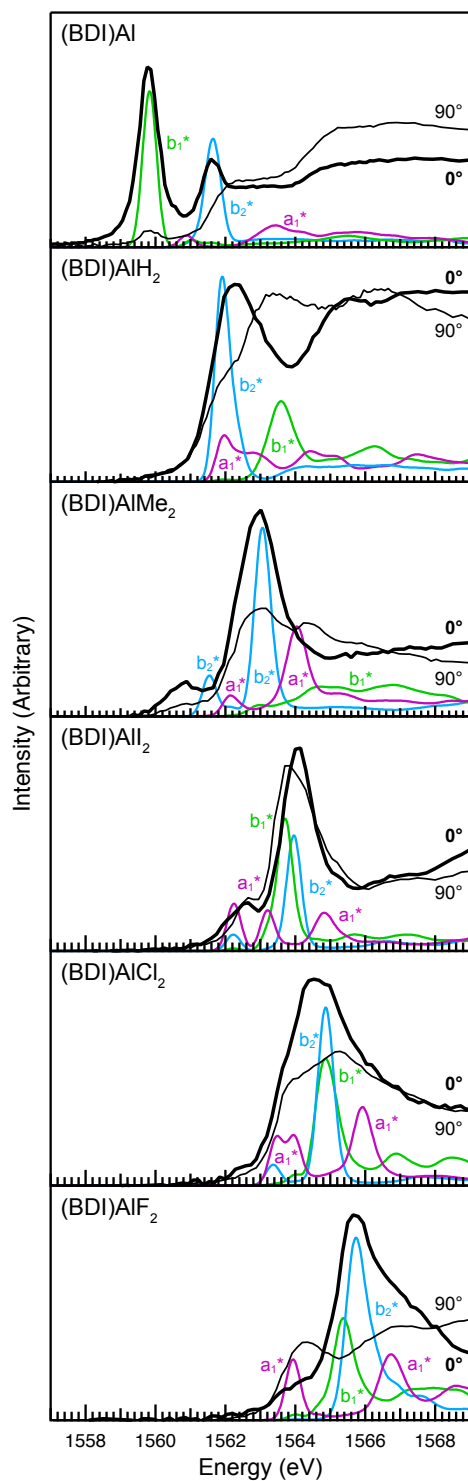 (BDI)Al
90°
b₁*
0°
b₂*
a₁*
(BDI)AlH₂
0°
90°
b₂*
b₁*
a₁*
(BDI)AlMe₂
0°
b₂*
b₂*
b₁*
a₁*
90°
(BDI)AlI₂
b₁*
0°
a₁*
b₂*
90°
a₁*
(BDI)AlCl₂
b₂*
b₁*
0°
a₁*
90°
a₁*
(BDI)AlF₂
90°
b₂*
0°
a₁*
a₁*
b₁*
1558 1560 1562 1564 1566 1568
Energy (eV)
Intensity (Arbitrary)